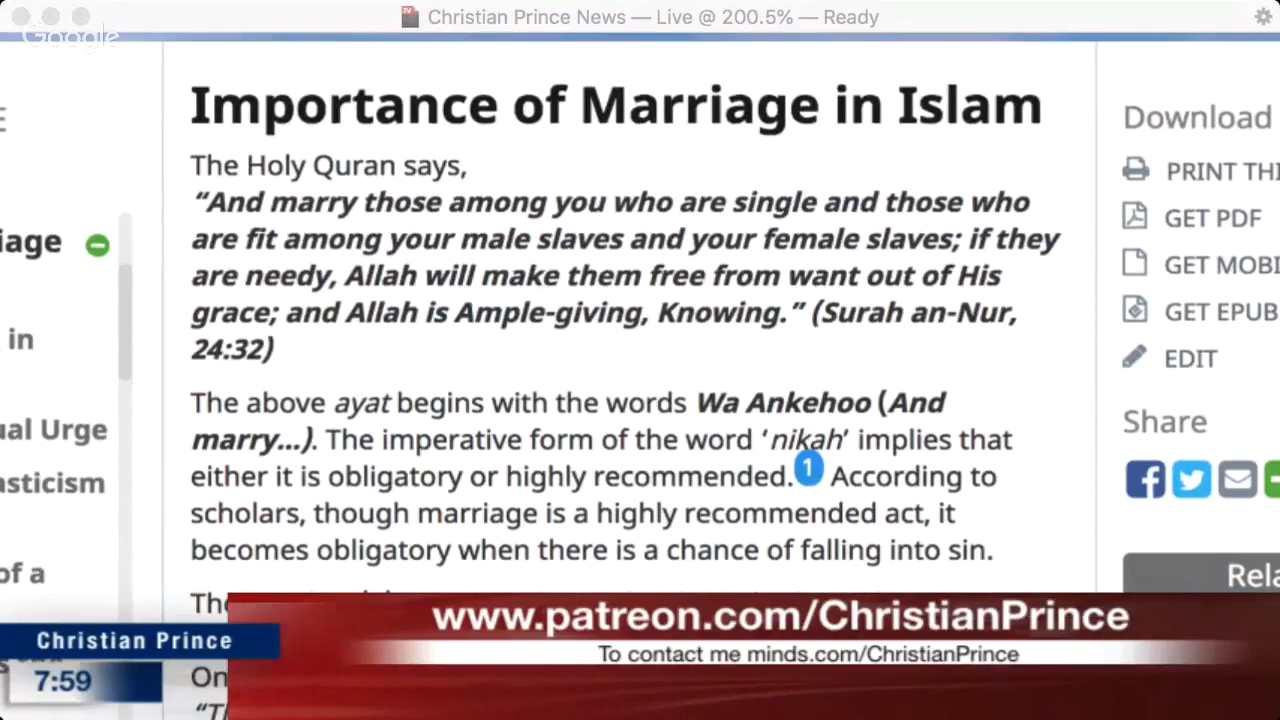 Christian Prince News — Live @ 200.5% — Ready
Google
Importance of Marriage in Islam
The Holy Quran says,
“And marry those among you who are single and those who
are fit among your male slaves and your female slaves; if they
are needy, Allah will make them free from want out of His
grace; and Allah is Ample-giving, Knowing.” (Surah an-Nur,
24:32)
The above ayat begins with the words Wa Ankehoo (And
marry...). The imperative form of the word ‘nikah’ implies that
either it is obligatory or highly recommended.1 According to
scholars, though marriage is a highly recommended act, it
becomes obligatory when there is a chance of falling into sin.
On
iage
in
ual Urge
asticism
of a
Download
PRINT THI
GET PDF
GET MOBI
GET EPUB
EDIT
Share
Rela
www.patreon.com/ChristianPrince
To contact me minds.com/ChristianPrince
Christian Prince
7:59